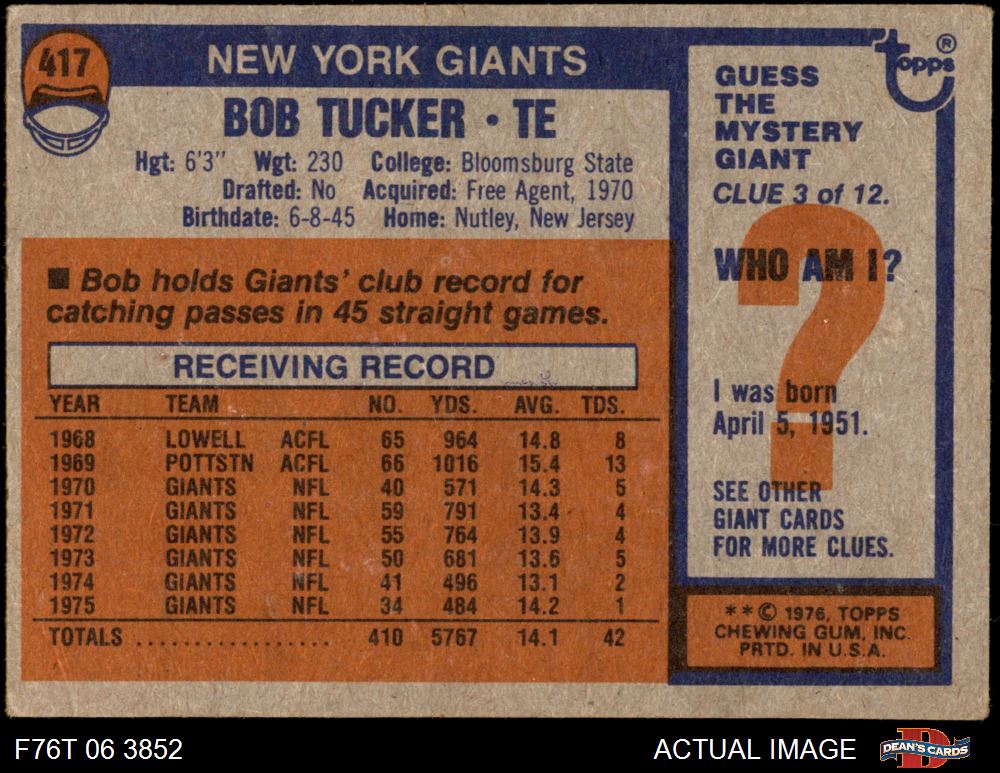 417
NEW YORK GIANTS
BOB TUCKER • TE
Hgt: 6'3" Wgt: 230 College: Bloomsburg State
Drafted: No Acquired: Free Agent, 1970
Birthdate: 6-8-45 Home: Nutley, New Jersey
■ Bob holds Giants' club record for
catching passes in 45 straight games.
RECEIVING RECORD
YEAR TEAM NO. YDS. AVG. TDS.
1968 LOWELL ACFL 65 964 14.8 8
1969 POTTSTN ACFL 66 1016 15.4 13
1970 GIANTS NFL 40 571 14.3 5
1971 GIANTS NFL 59 791 13.4 4
1972 GIANTS NFL 55 764 13.9 4
1973 GIANTS NFL 50 681 13.6 5
1974 GIANTS NFL 41 496 13.1 2
1975 GIANTS NFL 34 484 14.2 1
TOTALS .................... 410 5767 14.1 42
topps ®
GUESS
THE
MYSTERY
GIANT
CLUE 3 of 12.
?
WHO AM I?
I was born
April 5, 1951.
SEE OTHER
GIANT CARDS
FOR MORE CLUES.
* * © 1976, TOPPS
CHEWING GUM, INC.
PRTD. IN U.S.A.
F76T 06 3852
ACTUAL IMAGE
DEAN'S CARDS